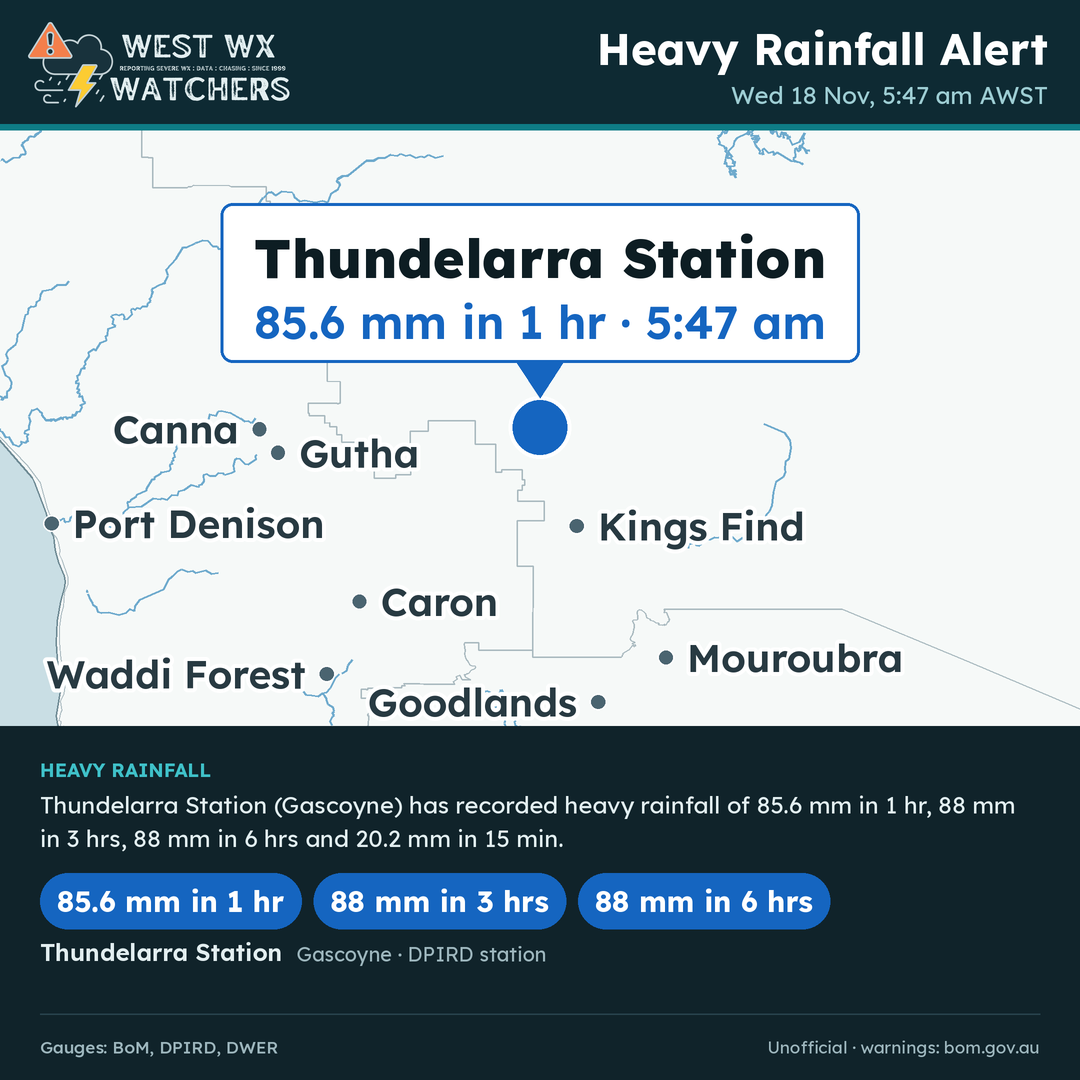 WEST WX
REPORTING SEVERE WX : DATA : CHASING : SINCE 1999
WATCHERS
Heavy Rainfall Alert
Wed 18 Nov, 5:47 am AWST
Thundelarra Station
85.6 mm in 1 hr · 5:47 am
Canna
Gutha
Port Denison
Kings Find
Caron
Mouroubra
Waddi Forest
Goodlands
HEAVY RAINFALL
Thundelarra Station (Gascoyne) has recorded heavy rainfall of 85.6 mm in 1 hr, 88 mm
in 3 hrs, 88 mm in 6 hrs and 20.2 mm in 15 min.
85.6 mm in 1 hr 88 mm in 3 hrs 88 mm in 6 hrs
Thundelarra Station Gascoyne · DPIRD station
Gauges: BoM, DPIRD, DWER Unofficial · warnings: bom.gov.au